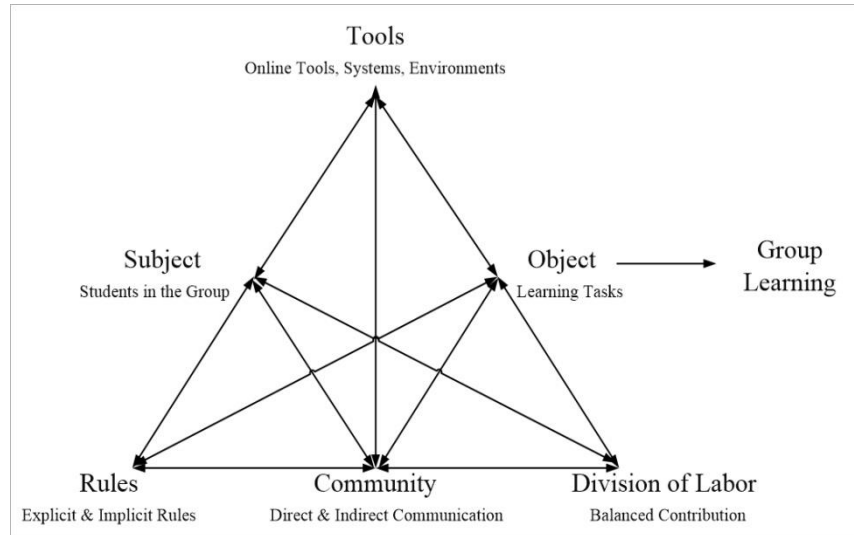 Tools
Online Tools, Systems, Environments
Subject
Students in the Group
Object
Learning Tasks
Group
Learning
Rules
Explicit & Implicit Rules
Community
Direct & Indirect Communication
Division of Labor
Balanced Contribution